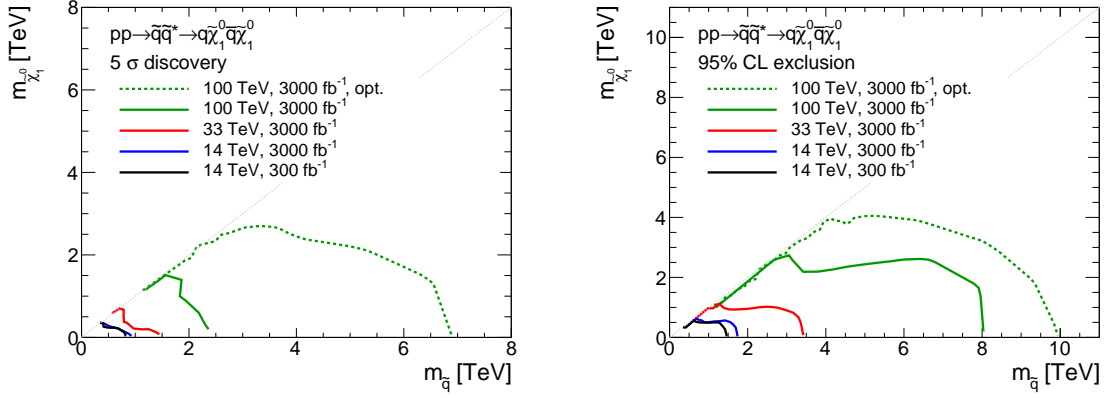 pp→q̃q̃*→qχ̃₁⁰q̄χ̃₁⁰
5 σ discovery
100 TeV, 3000 fb⁻¹, opt.
100 TeV, 3000 fb⁻¹
33 TeV, 3000 fb⁻¹
14 TeV, 3000 fb⁻¹
14 TeV, 300 fb⁻¹
m_χ̃₁⁰ [TeV]
8
7
6
5
4
3
2
1
0
0 2 4 6 8
m_q̃ [TeV]
pp→q̃q̃*→qχ̃₁⁰q̄χ̃₁⁰
95% CL exclusion
100 TeV, 3000 fb⁻¹, opt.
100 TeV, 3000 fb⁻¹
33 TeV, 3000 fb⁻¹
14 TeV, 3000 fb⁻¹
14 TeV, 300 fb⁻¹
m_χ̃₁⁰ [TeV]
10
8
6
4
2
0
0 2 4 6 8 10
m_q̃ [TeV]